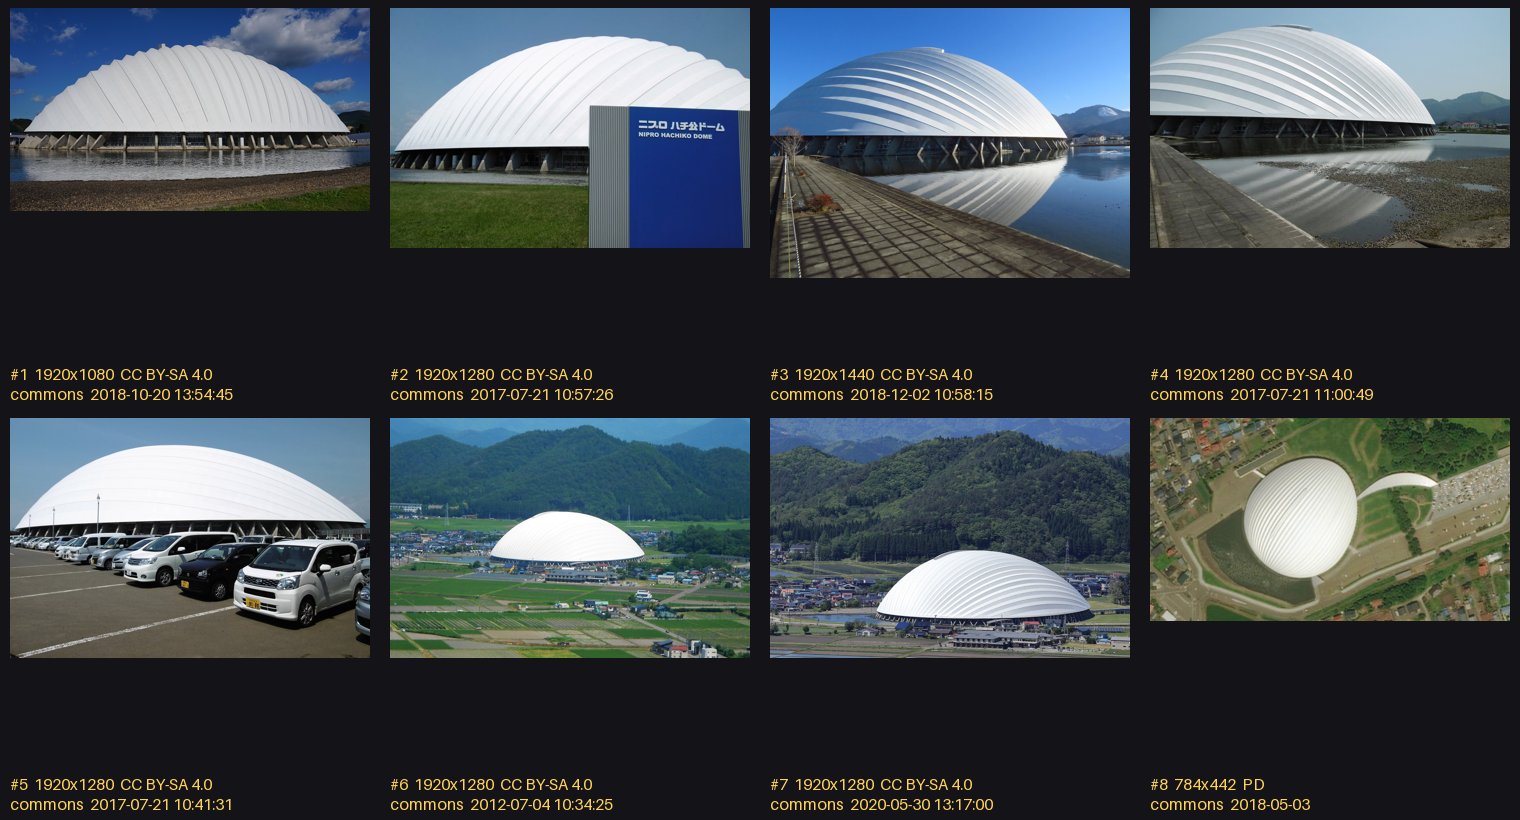 ニプロ ハチ公ドーム
NIPRO HACHIKO DOME
#1 1920x1080 CC BY-SA 4.0
commons 2018-10-20 13:54:45
#2 1920x1280 CC BY-SA 4.0
commons 2017-07-21 10:57:26
#3 1920x1440 CC BY-SA 4.0
commons 2018-12-02 10:58:15
#4 1920x1280 CC BY-SA 4.0
commons 2017-07-21 11:00:49
#5 1920x1280 CC BY-SA 4.0
commons 2017-07-21 10:41:31
#6 1920x1280 CC BY-SA 4.0
commons 2012-07-04 10:34:25
#7 1920x1280 CC BY-SA 4.0
commons 2020-05-30 13:17:00
#8 784x442 PD
commons 2018-05-03